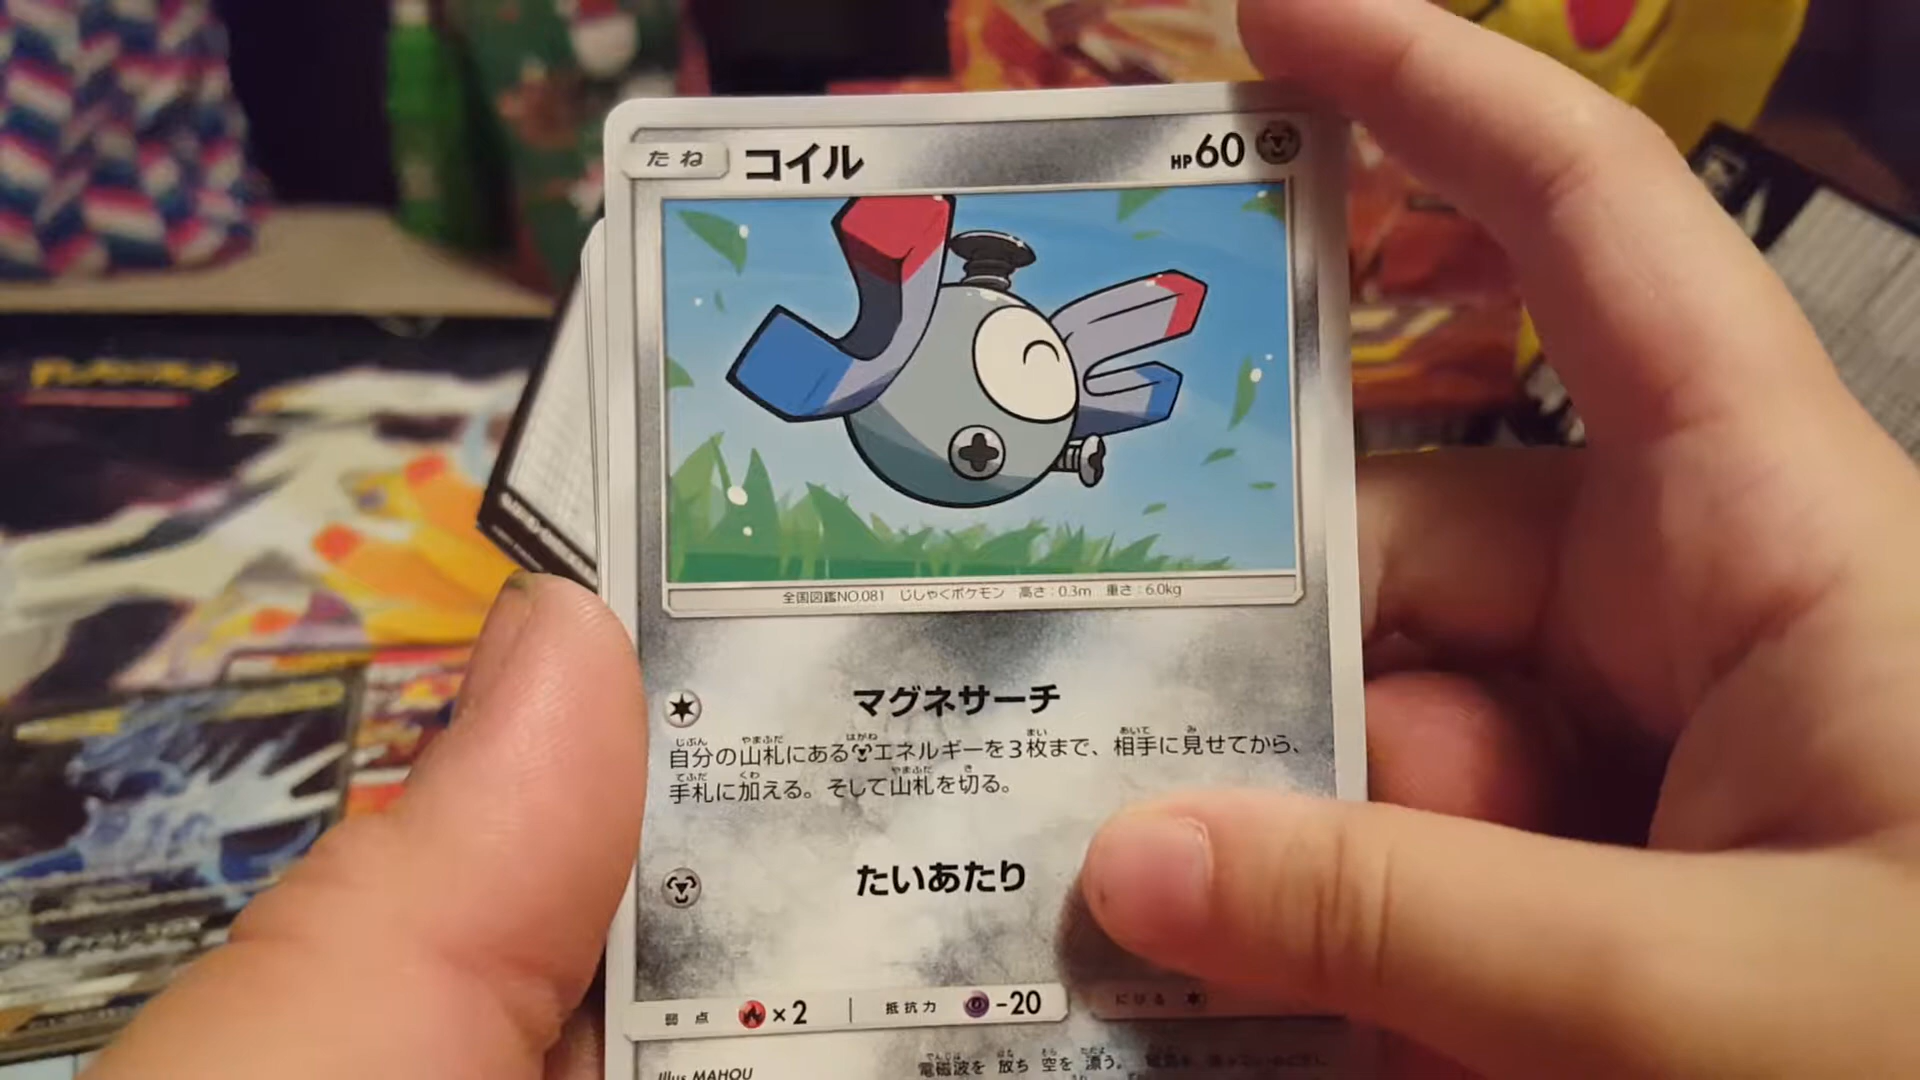 たね コイル HP60
全国図鑑NO.081 じしゃくポケモン 高さ：0.3m 重さ：6.0kg
マグネサーチ
自分の山札にあるエネルギーを3枚まで、相手に見せてから、
手札に加える。そして山札を切る。
たいあたり
弱点 ×2 抵抗力 -20 にげる
Illus. MAHOU
電磁波を 放ち 空を 漂う。